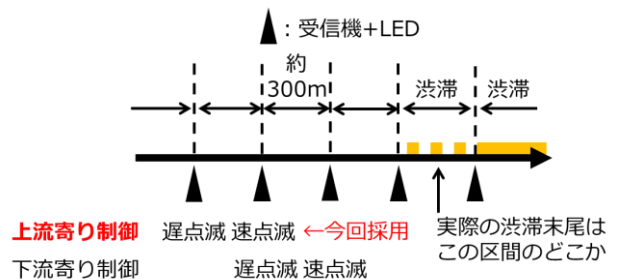 ：受信機+LED
約
300m
渋滞 渋滞
上流寄り制御 遅点滅 速点滅 ←今回採用
実際の渋滞末尾は
この区間のどこか
下流寄り制御 遅点滅 速点滅